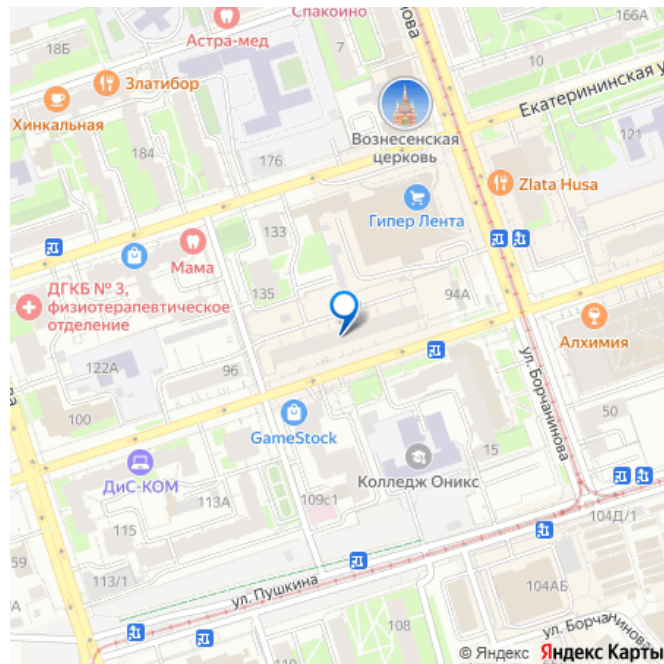 Спокойно
Астра-мед
166А
18Б
7
10
Златибор
Хинкальная
Екатерининская у
Вознесенская
церковь
121
184
176
Zlata Husa
Гипер Лента
133
Мама
ДГКБ № 3,
физиотерапевтическое
отделение
135
94А
Алхимия
122А
96
ул. Борчанинова
100
GameStock
50
15
Колледж Оникс
ДиС-КОМ
113А
109с1
115
104Д/1
59
113/1
ул. Пушкина
104АБ
108
ул. Борчанинова
© Яндекс Яндекс Карты